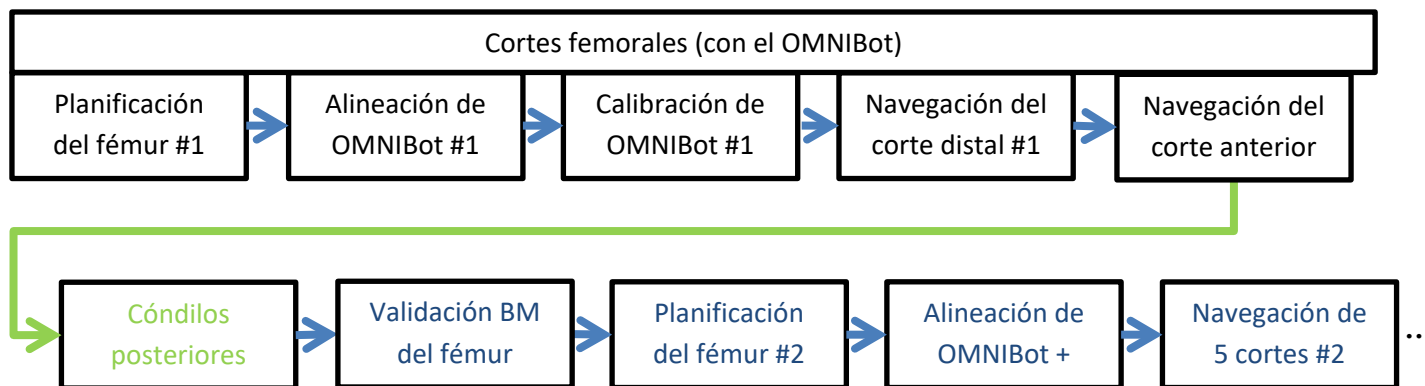 Cortes femorales (con el OMNIBot)
Planificación
del fémur #1
Alineación de
OMNIBot #1
Calibración de
OMNIBot #1
Navegación del
corte distal #1
Navegación del
corte anterior
Cóndilos
posteriores
Validación BM
del fémur
Planificación
del fémur #2
Alineación de
OMNIBot +
Navegación de
5 cortes #2
..